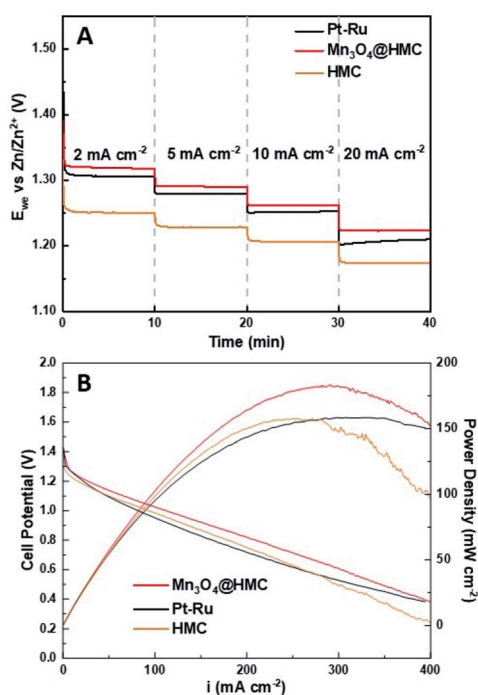 A
Pt-Ru
Mn₃O₄@HMC
HMC
1.50
1.40
1.30
1.20
1.10
E_we vs Zn/Zn²⁺ (V)
2 mA cm⁻²
5 mA cm⁻²
10 mA cm⁻²
20 mA cm⁻²
0
10
20
30
40
Time (min)
B
2.0
1.8
1.6
1.4
1.2
1.0
0.8
0.6
0.4
0.2
0.0
Cell Potential (V)
200
150
100
50
0
Power Density (mW cm⁻²)
Mn₃O₄@HMC
Pt-Ru
HMC
0
100
200
300
400
i (mA cm⁻²)